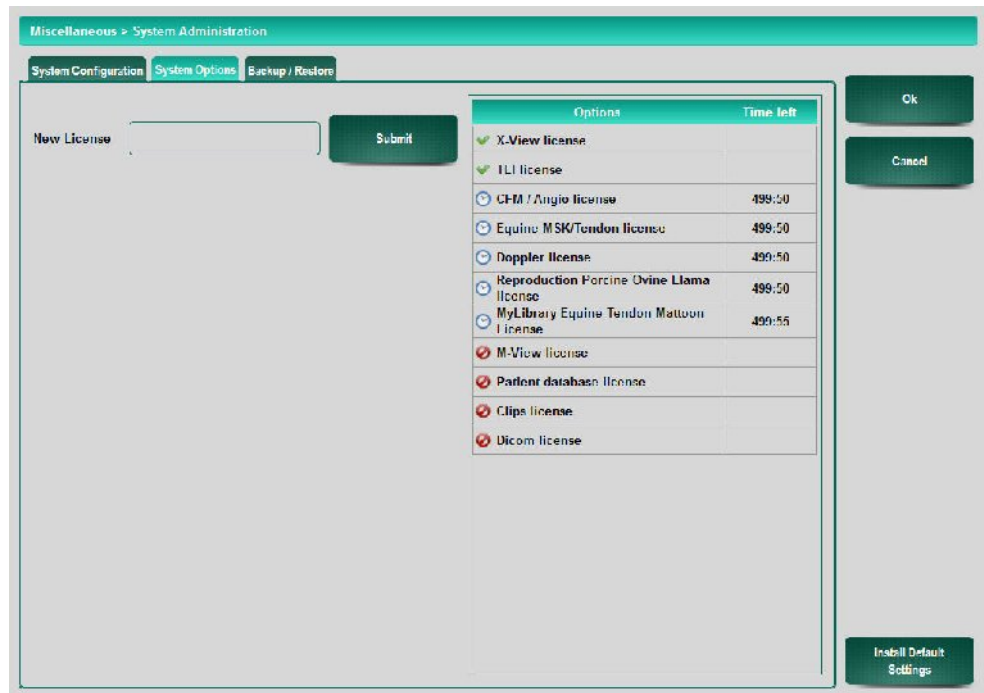 Miscellaneous > System Administration
System Configuration
System Options
Backup / Restore
New License
Submit
Options
Time left
X-View license
TEI license
CFM / Angio license
499:50
Equine MSK/Tendon license
499:50
Doppler license
499:50
Reproduction Porcine Ovine Llama
license
499:50
MyLibrary Equine Tendon Mattoon
License
499:55
M-View license
Patient database license
Clips license
Dicom license
Ok
Cancel
Install Default
Settings